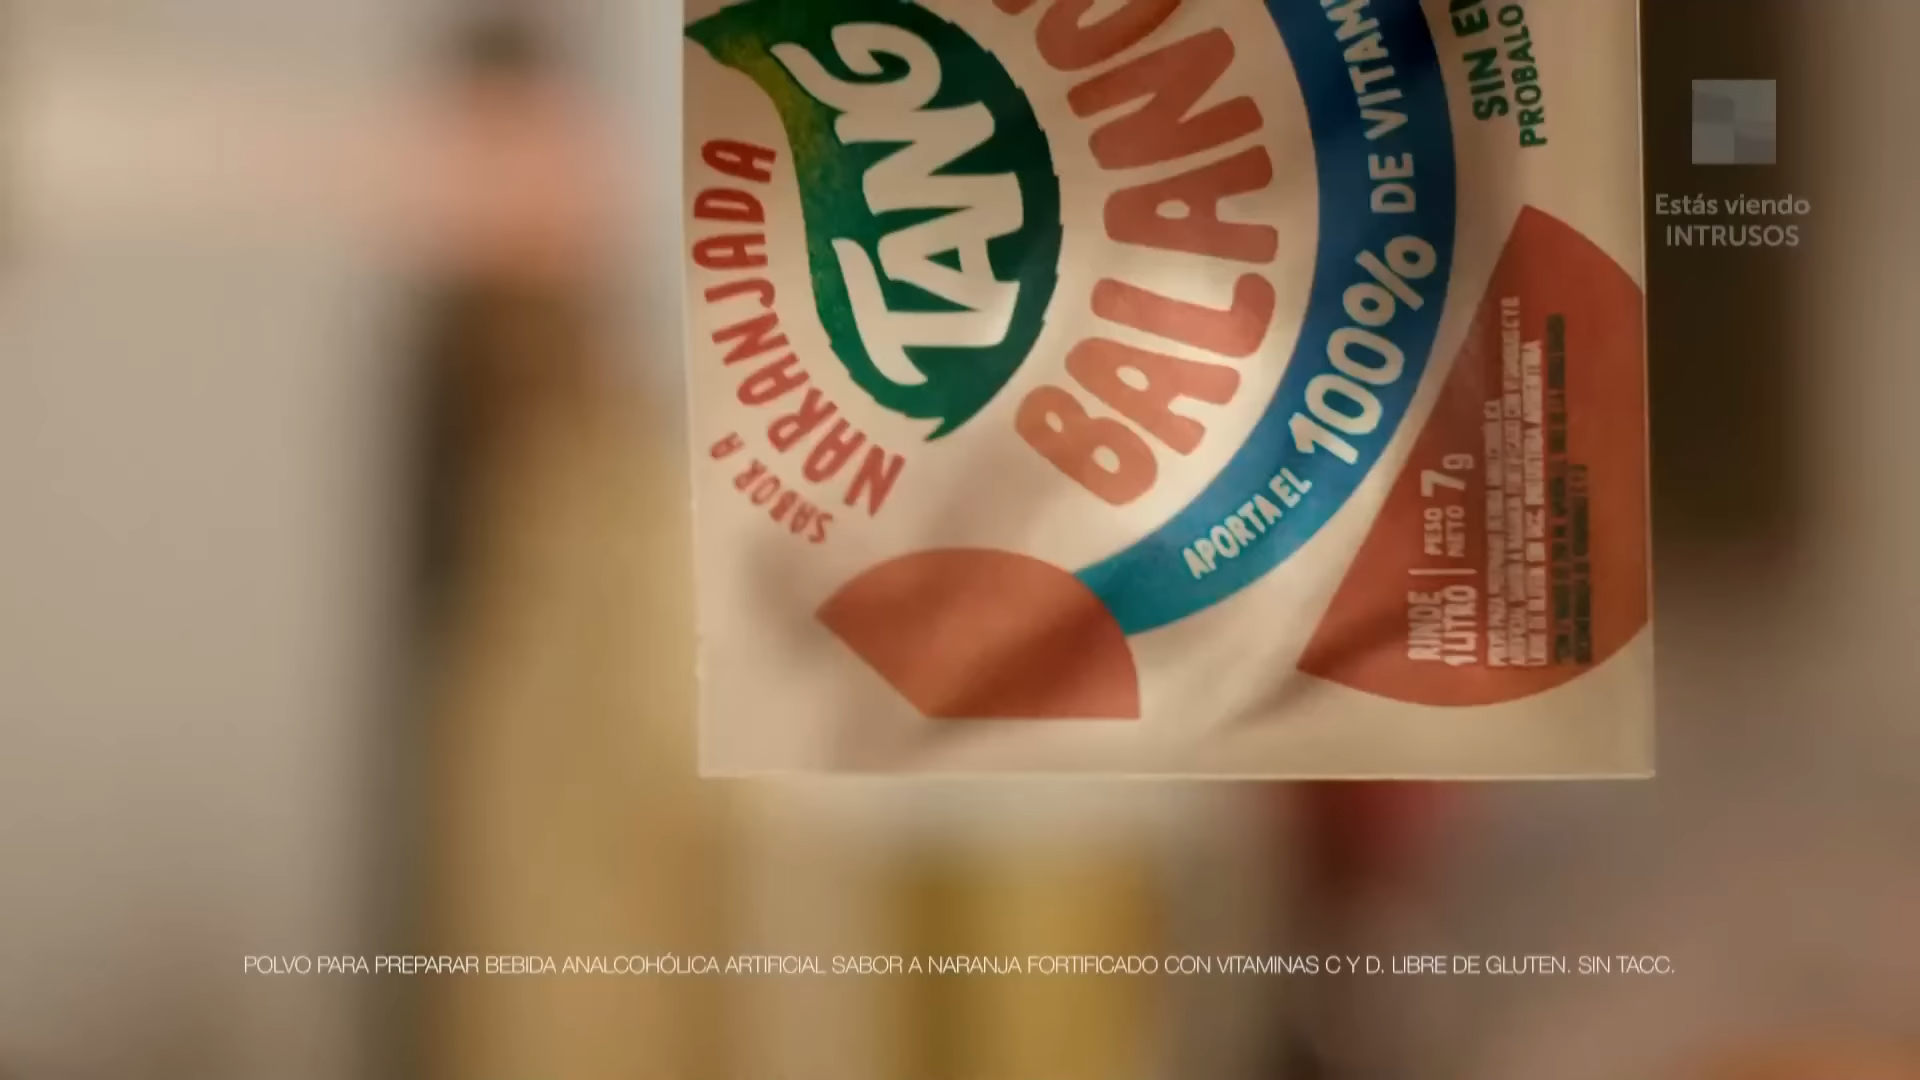 TANG
SABOR A
NARANJADA
BALANC
APORTA EL 100% DE VITAM
SIN E
PROBALO
RINDE
1 LITRO
PESO
NETO 7g
Estás viendo
INTRUSOS
POLVO PARA PREPARAR BEBIDA ANALCOHÓLICA ARTIFICIAL SABOR A NARANJA FORTIFICADO CON VITAMINAS C Y D. LIBRE DE GLUTEN. SIN TACC.